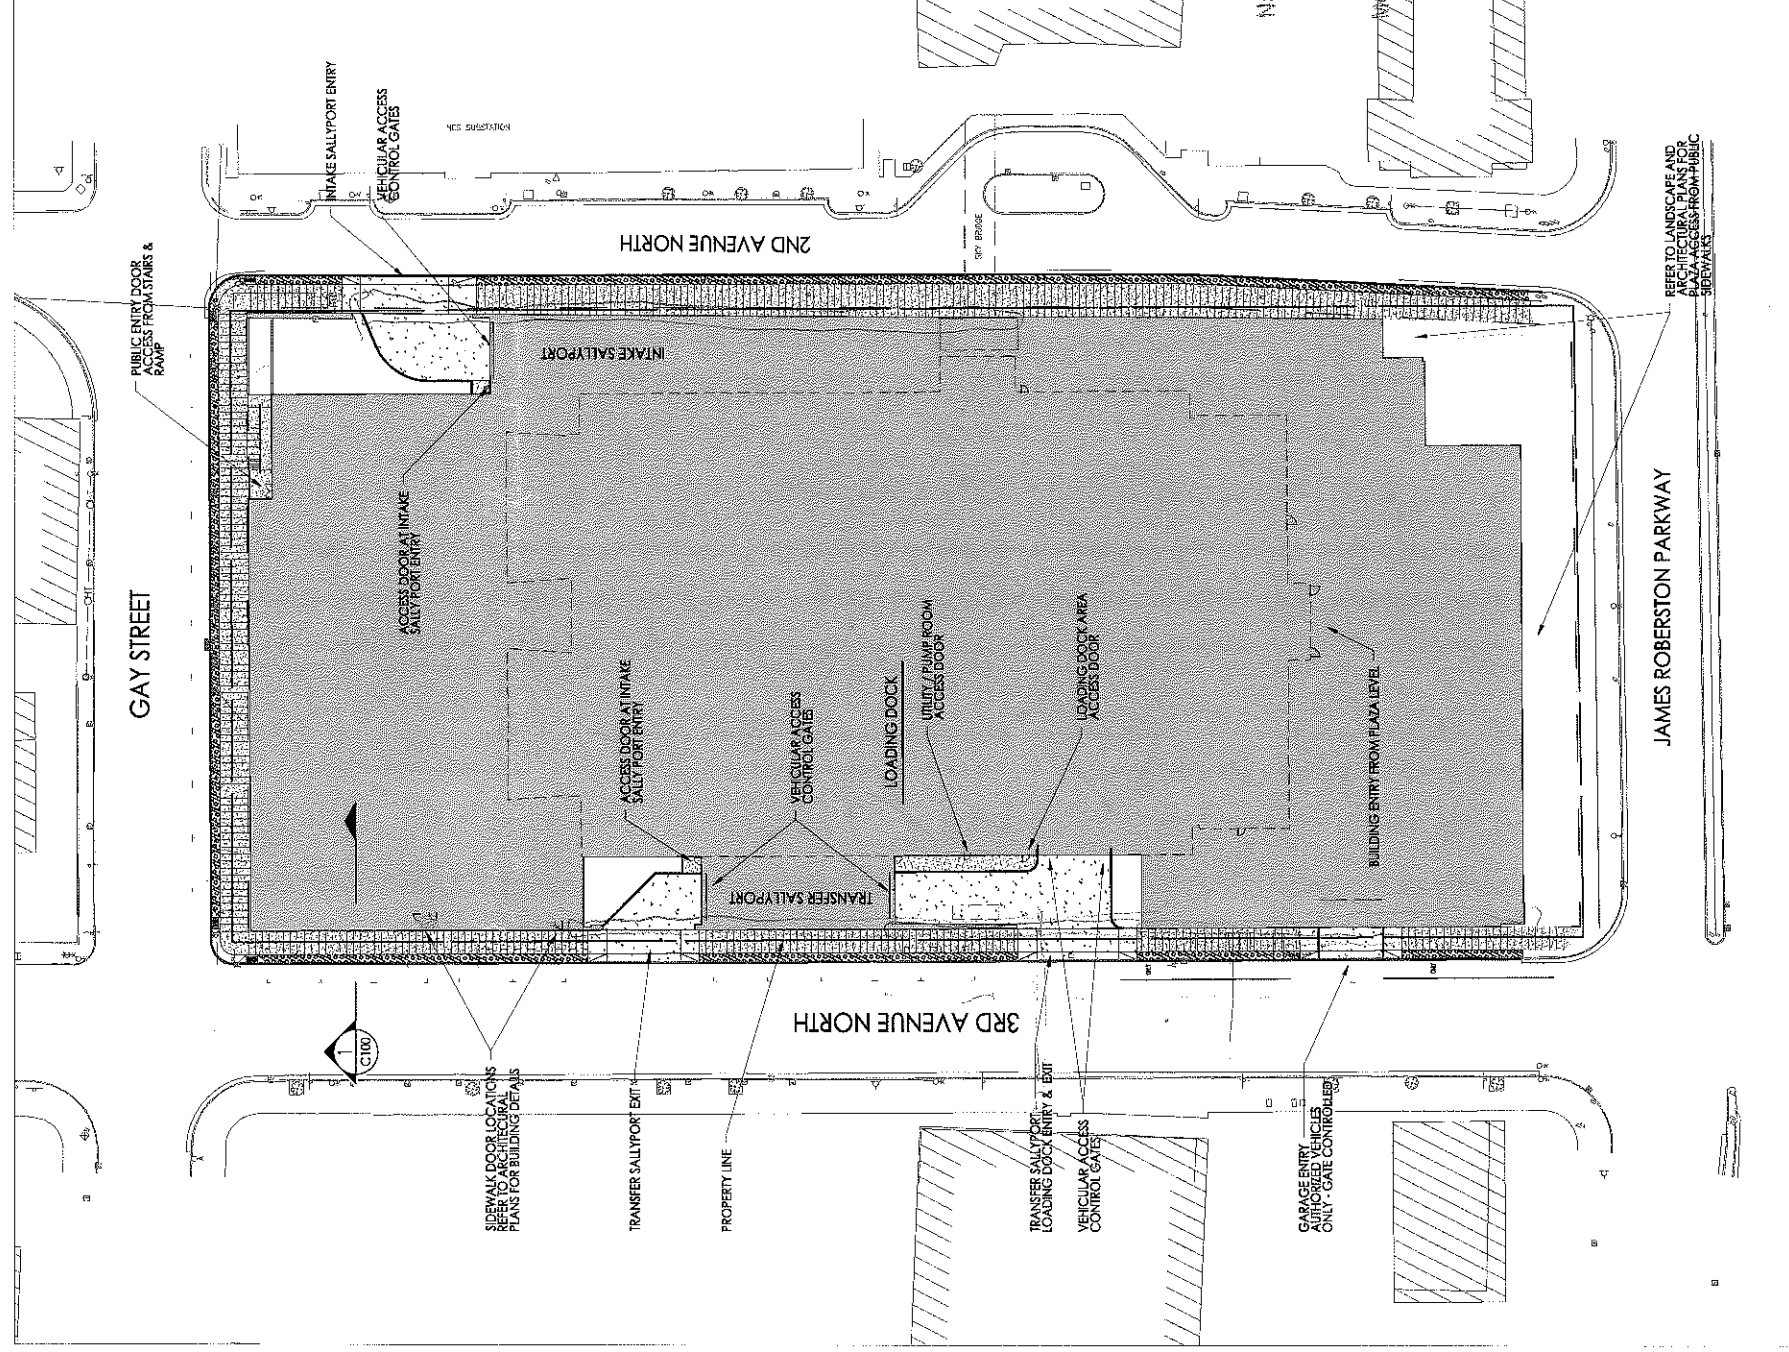 INTAKE SALLYPORT ENTRY
VEHICULAR ACCESS
CONTROL GATES
PUBLIC ENTRY DOOR
ACCESS FROM STAIRS &
RAMP
2ND AVENUE NORTH
SKY BRIDGE
REFER TO LANDSCAPE AND
ARCHITECTURAL PLANS FOR
PLAZA ACCESS FROM PUBLIC
SIDEWALKS
INTAKE SALLYPORT
ACCESS DOOR AT INTAKE
SALLY PORT ENTRY
GAY STREET
JAMES ROBERSTON PARKWAY
ACCESS DOOR AT INTAKE
SALLY PORT ENTRY
VEHICULAR ACCESS
CONTROL GATES
LOADING DOCK
UTILITY / PUMP ROOM
ACCESS DOOR
LOADING DOCK AREA
ACCESS DOOR
BUILDING ENTRY FROM PLAZA LEVEL
TRANSFER SALLYPORT
3RD AVENUE NORTH
1
C100
SIDEWALK DOOR LOCATIONS
REFER TO ARCHITECURAL
PLANS FOR BUILDING DETAILS
TRANSFER SALLYPORT EXIT
PROPERTY LINE
TRANSFER SALLYPORT
LOADING DOCK ENTRY & EXIT
VEHICULAR ACCESS
CONTROL GATES
GARAGE ENTRY
AUTHORIZED VEHICLES
ONLY - GATE CONTROLLED